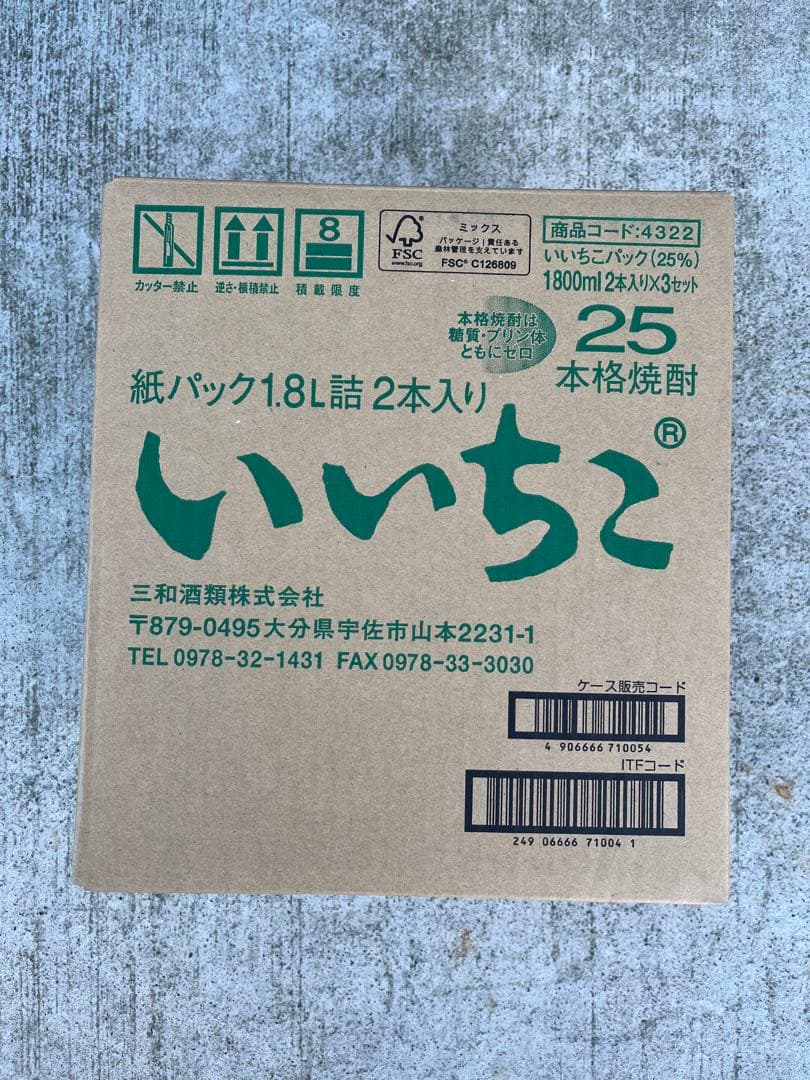 カッター禁止
逆さ・横積禁止
8
積載限度
FSC
www.fsc.org
ミックス
パッケージ|責任ある
森林管理を支えています
FSC® C126809
商品コード:4322
いいちこパック(25%)
1800ml 2本入り×3セット
本格焼酎は
糖質・プリン体
ともにゼロ
25
本格焼酎
紙パック1.8L詰 2本入り
いいちこ®
三和酒類株式会社
〒879-0495大分県宇佐市山本2231-1
TEL 0978-32-1431 FAX 0978-33-3030
ケース販売コード
4 906666 710054
ITFコード
249 06666 71004 1